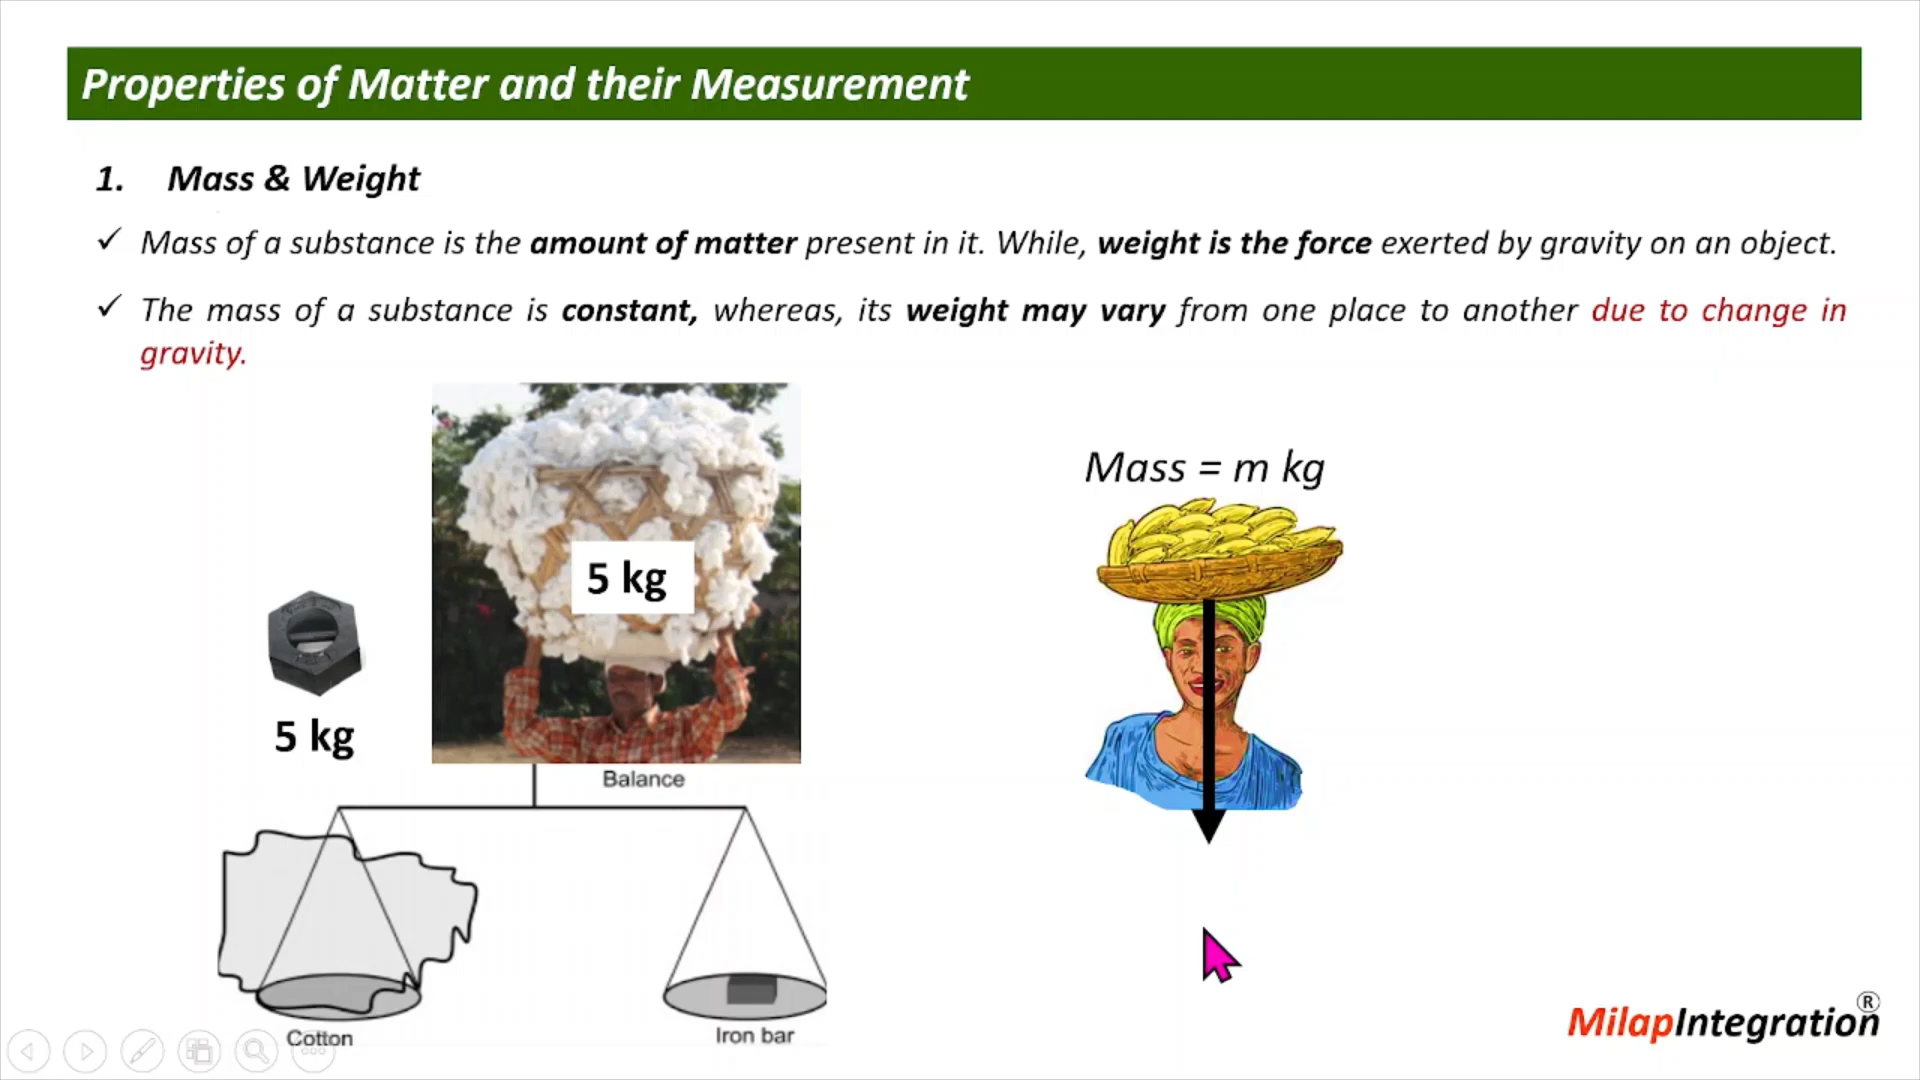 Properties of Matter and their Measurement
1. Mass & Weight
✓ Mass of a substance is the amount of matter present in it. While, weight is the force exerted by gravity on an object.
✓ The mass of a substance is constant, whereas, its weight may vary from one place to another due to change in
gravity.
Mass = m kg
5 kg
5 kg
Balance
Cotton
Iron bar
MilapIntegration®